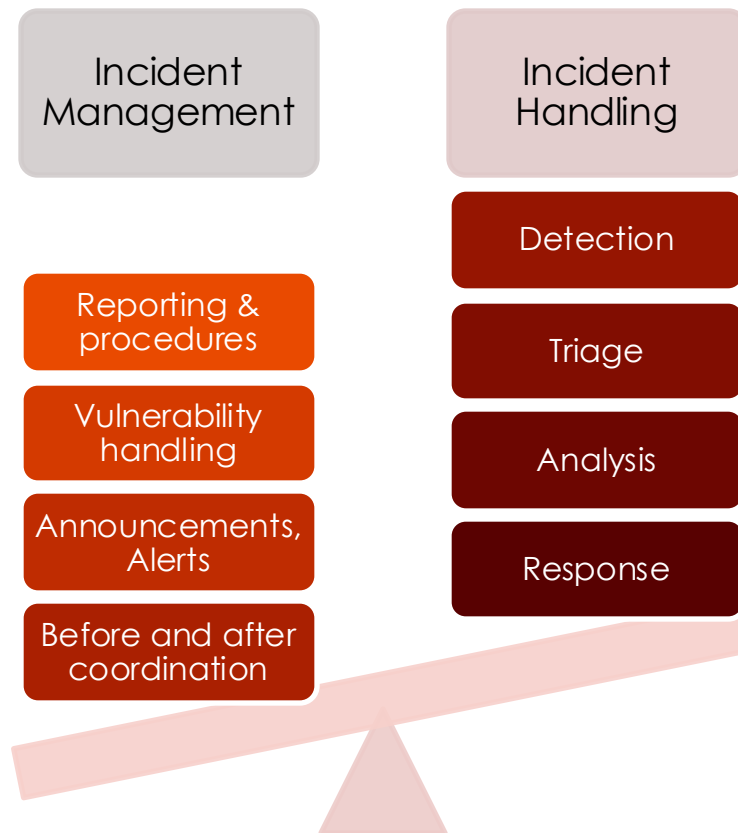 Incident
Management
Reporting &
procedures
Vulnerability
handling
Announcements,
Alerts
Before and after
coordination
Incident
Handling
Detection
Triage
Analysis
Response